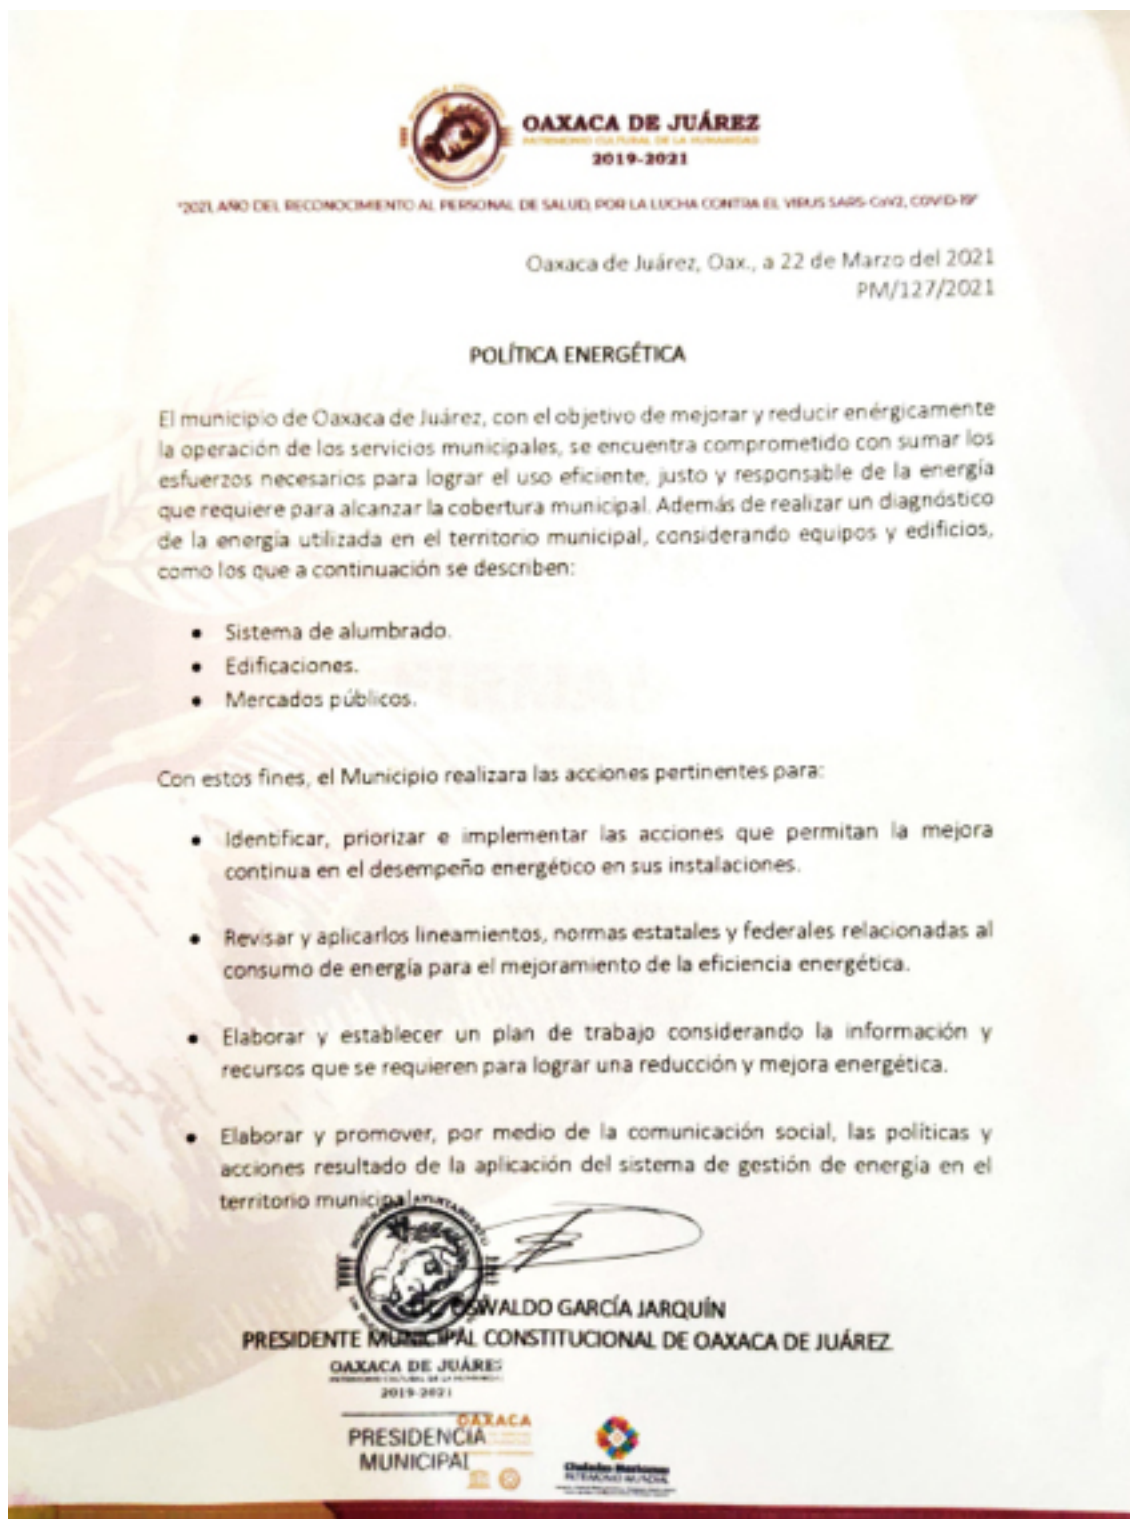 OAXACA DE JUÁREZ
PATRIMONIO CULTURAL DE LA HUMANIDAD
2019-2021
"2021, AÑO DEL RECONOCIMIENTO AL PERSONAL DE SALUD, POR LA LUCHA CONTRA EL VIRUS SARS-CoV2, COVID-19"
Oaxaca de Juárez, Oax., a 22 de Marzo del 2021
PM/127/2021
POLÍTICA ENERGÉTICA
El municipio de Oaxaca de Juárez, con el objetivo de mejorar y reducir enérgicamente
la operación de los servicios municipales, se encuentra comprometido con sumar los
esfuerzos necesarios para lograr el uso eficiente, justo y responsable de la energía
que requiere para alcanzar la cobertura municipal. Además de realizar un diagnóstico
de la energía utilizada en el territorio municipal, considerando equipos y edificios,
como los que a continuación se describen:
• Sistema de alumbrado.
• Edificaciones.
• Mercados públicos.
Con estos fines, el Municipio realizara las acciones pertinentes para:
• Identificar, priorizar e implementar las acciones que permitan la mejora
continua en el desempeño energético en sus instalaciones.
• Revisar y aplicarlos lineamientos, normas estatales y federales relacionadas al
consumo de energía para el mejoramiento de la eficiencia energética.
• Elaborar y establecer un plan de trabajo considerando la información y
recursos que se requieren para lograr una reducción y mejora energética.
• Elaborar y promover, por medio de la comunicación social, las políticas y
acciones resultado de la aplicación del sistema de gestión de energía en el
territorio municipal
AYUNTAMIENTO
OSWALDO GARCÍA JARQUÍN
PRESIDENTE MUNICIPAL CONSTITUCIONAL DE OAXACA DE JUÁREZ
OAXACA DE JUÁREZ
2019-2021
OAXACA
PRESIDENCIA
MUNICIPAL
Ciudades Mexicanas
PATRIMONIO MUNDIAL